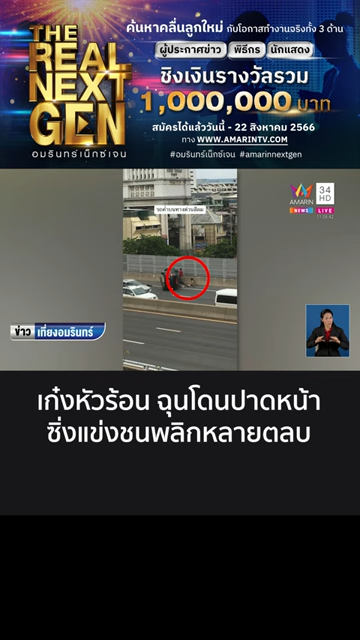 THE
REAL
NEXT
GEN
อมรินทร์เน็กซ์เจน
ค้นหาคลื่นลูกใหม่ กับโอกาสทำงานจริงทั้ง 3 ด้าน
ผู้ประกาศข่าว พิธีกร นักแสดง
ชิงเงินรางวัลรวม
1,000,000 บาท
สมัครได้แล้ววันนี้ - 22 สิงหาคม 2566
ทาง WWW.AMARINTV.COM
#อมรินทร์เน็กซ์เจน #amarinnextgen
AMARIN
34
HD
NEWS LIVE
ข่าว เที่ยงอมรินทร์
เก๋งหัวร้อน ฉุนโดนปาดหน้า
ซิ่งแข่งชนพลิกหลายตลบ